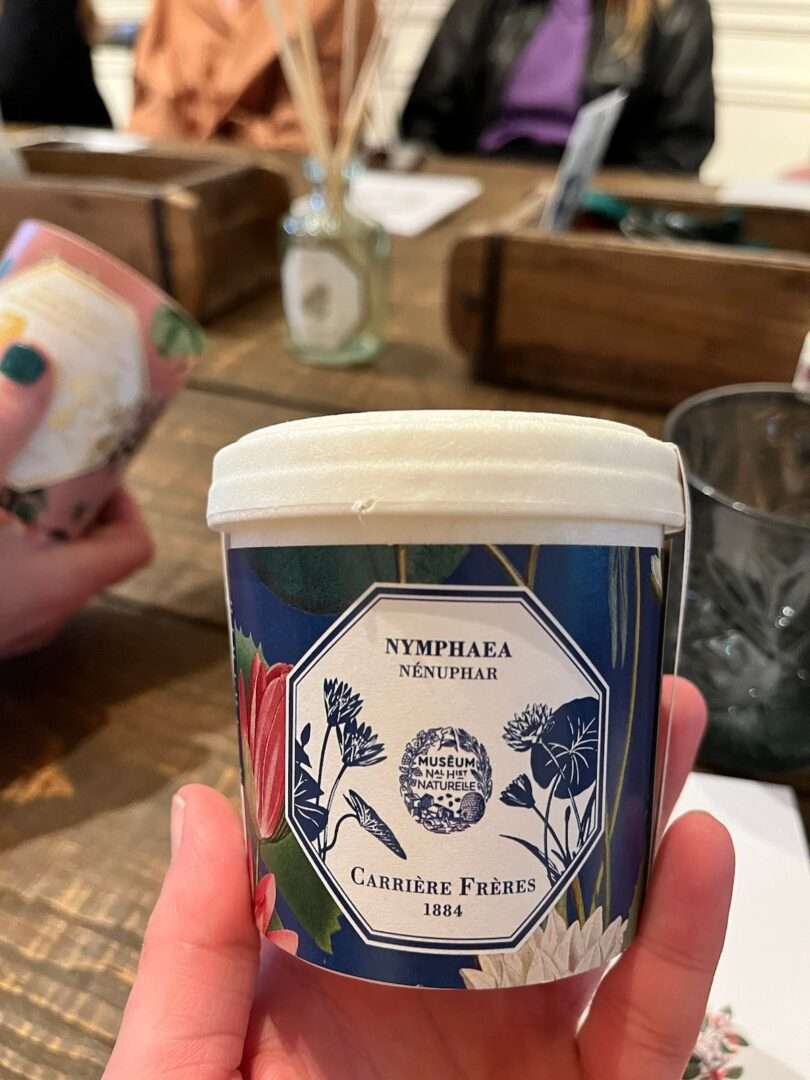 NYMPHAEA
NÉNUPHAR
MUSÉUM
NAL HIST
NATURELLE
CARRIÈRE FRÈRES
1884